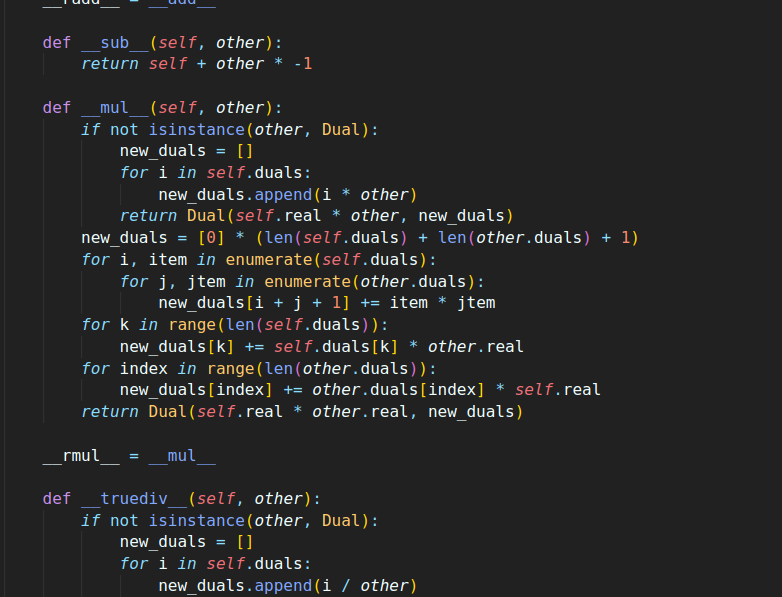 __radd__ = __add__
def __sub__(self, other):
return self + other * -1
def __mul__(self, other):
if not isinstance(other, Dual):
new_duals = []
for i in self.duals:
new_duals.append(i * other)
return Dual(self.real * other, new_duals)
new_duals = [0] * (len(self.duals) + len(other.duals) + 1)
for i, item in enumerate(self.duals):
for j, jtem in enumerate(other.duals):
new_duals[i + j + 1] += item * jtem
for k in range(len(self.duals)):
new_duals[k] += self.duals[k] * other.real
for index in range(len(other.duals)):
new_duals[index] += other.duals[index] * self.real
return Dual(self.real * other.real, new_duals)
__rmul__ = __mul__
def __truediv__(self, other):
if not isinstance(other, Dual):
new_duals = []
for i in self.duals:
new_duals.append(i / other)